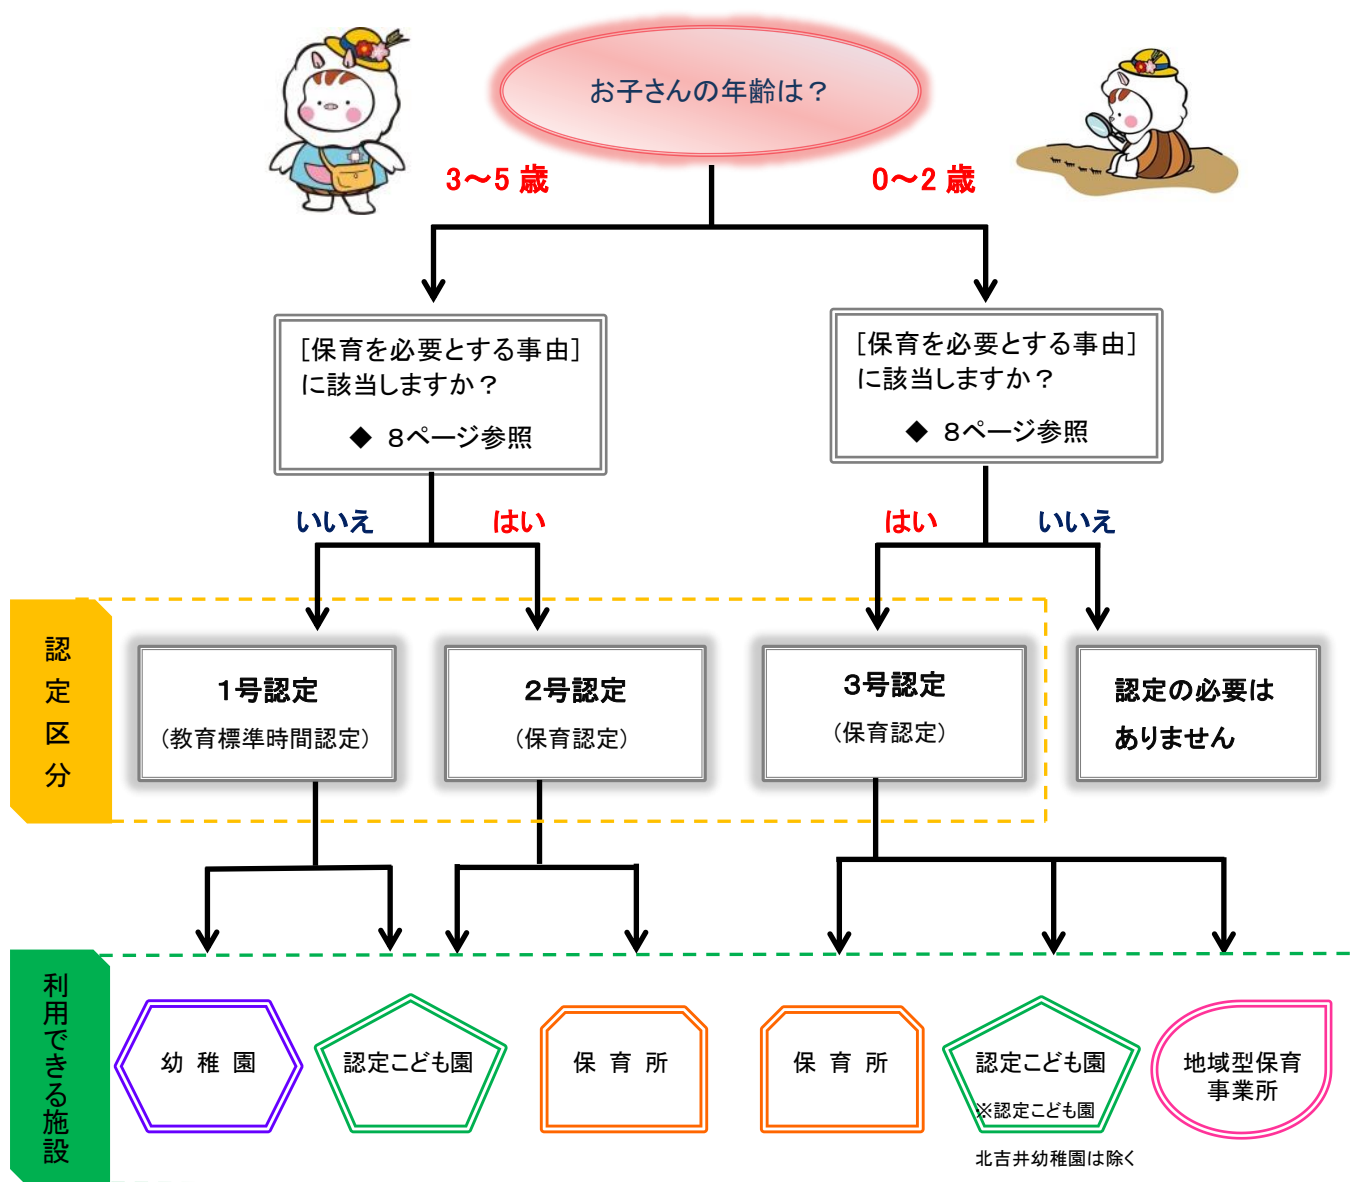 お子さんの年齢は？
3～5 歳
0～2 歳
[保育を必要とする事由]
に該当しますか？
◆ 8ページ参照
[保育を必要とする事由]
に該当しますか？
◆ 8ページ参照
いいえ
はい
はい
いいえ
認定区分
1号認定
（教育標準時間認定）
2号認定
（保育認定）
3号認定
（保育認定）
認定の必要は
ありません
利用できる施設
幼 稚 園
認定こども園
保 育 所
保 育 所
認定こども園
※認定こども園
北吉井幼稚園は除く
地域型保育
事業所